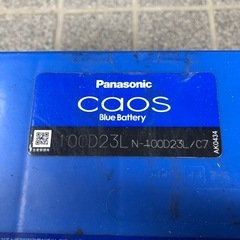 Panasonic
caos
Blue Battery
100D23L N-100D23L/C7
AK0434